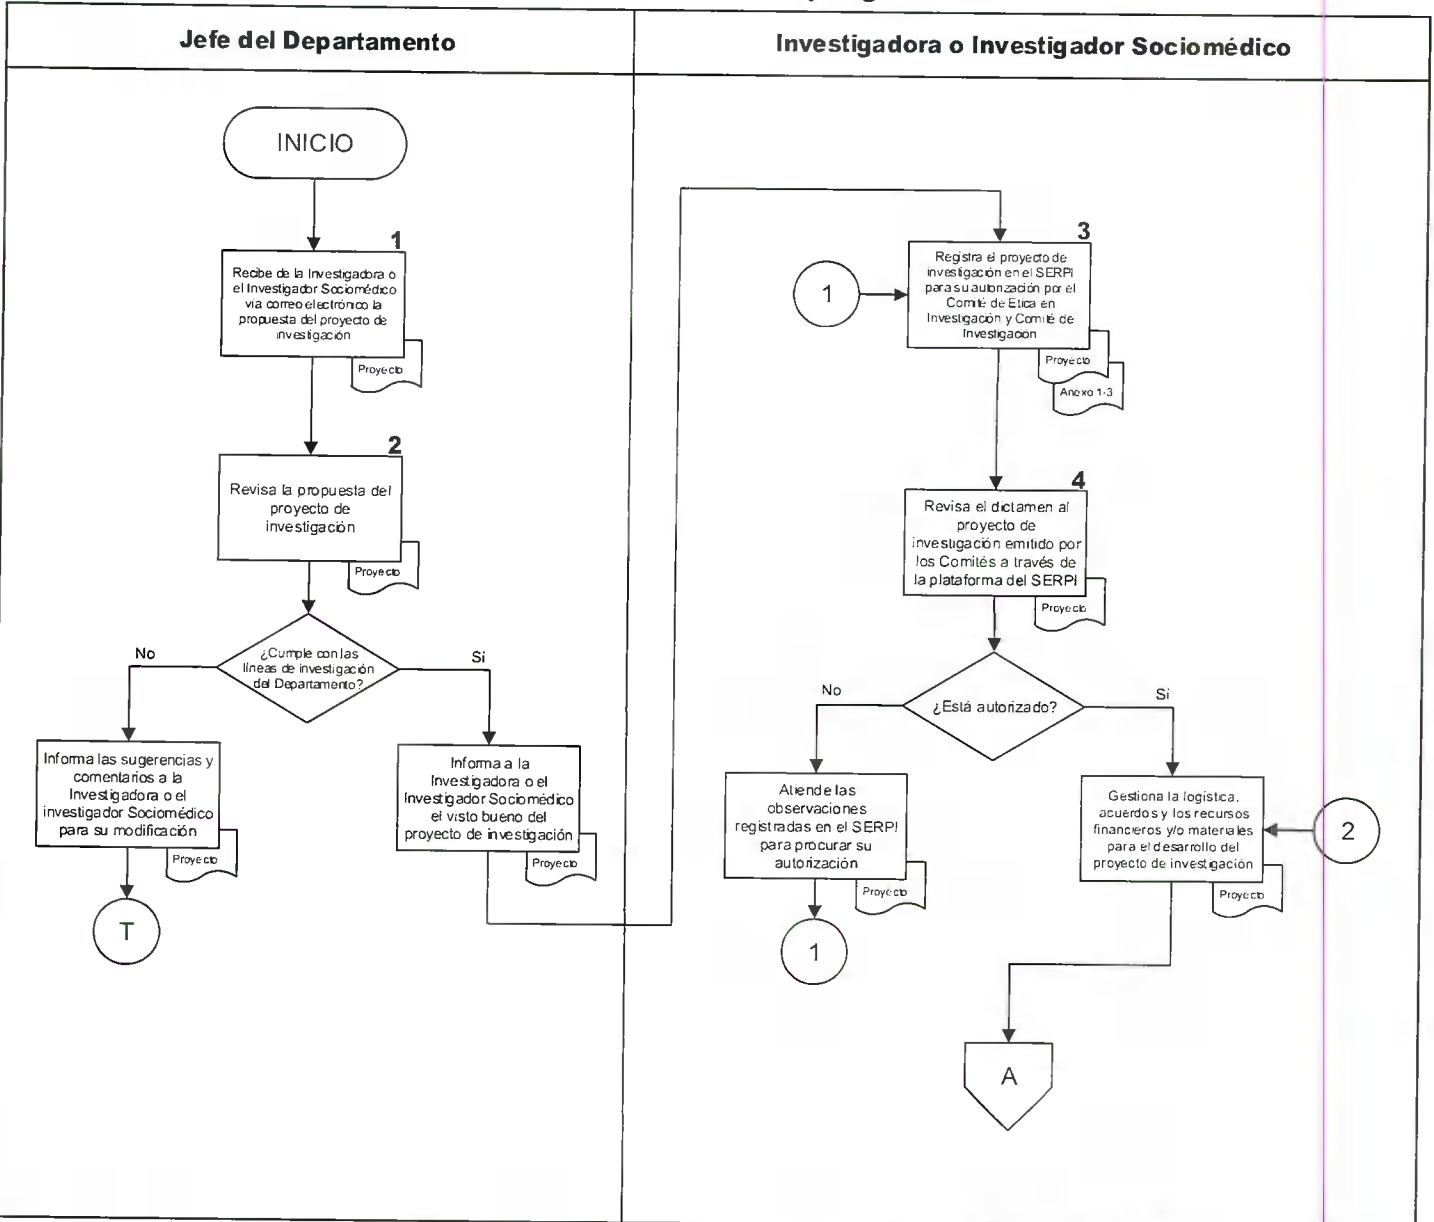 Jefe del Departamento
Investigadora o Investigador Sociomédico
INICIO
1
Recibe de la Investigadora o
el Investigador Sociomédico
via correo electrónico la
propuesta del proyecto de
investigación
Proyecto
2
Revisa la propuesta del
proyecto de
investigación
Proyecto
¿Cumple con las
líneas de investigación
del Departamento?
No
Sí
Informa las sugerencias y
comentarios a la
Investigadora o el
investigador Sociomédico
para su modificación
Proyecto
T
Informa a la
Investigadora o el
Investigador Sociomédico
el visto bueno del
proyecto de investigación
Proyecto
1
3
Registra el proyecto de
investigación en el SERPI
para su autorización por el
Comité de Etica en
Investigación y Comité de
Investigación
Proyecto
Anexo 1-3
4
Revisa el dictamen al
proyecto de
investigación emitido por
los Comités a través de
la plataforma del SERPI
Proyecto
¿Está autorizado?
No
Sí
Atiende las
observaciones
registradas en el SERPI
para procurar su
autorización
Proyecto
1
Gestiona la logística,
acuerdos y los recursos
financieros y/o materiales
para el desarrollo del
proyecto de investigación
Proyecto
2
A